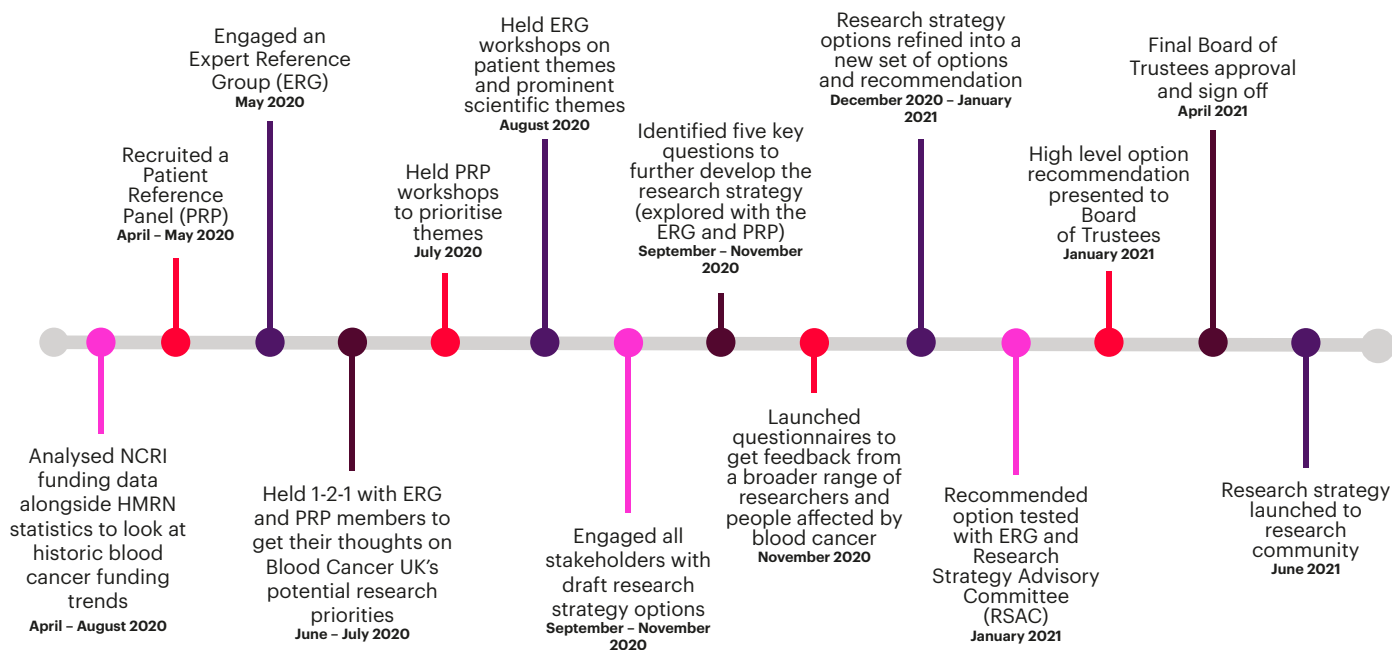 Analysed NCRI
funding data
alongside HMRN
statistics to look at
historic blood
cancer funding
trends
April – August 2020
Recruited a
Patient
Reference
Panel (PRP)
April – May 2020
Engaged an
Expert Reference
Group (ERG)
May 2020
Held 1-2-1 with ERG
and PRP members to
get their thoughts on
Blood Cancer UK’s
potential research
priorities
June – July 2020
Held PRP
workshops
to prioritise
themes
July 2020
Held ERG
workshops on
patient themes
and prominent
scientific themes
August 2020
Engaged all
stakeholders with
draft research
strategy options
September – November
2020
Identified five key
questions to
further develop the
research strategy
(explored with the
ERG and PRP)
September – November
2020
Launched
questionnaires to
get feedback from
a broader range of
researchers and
people affected by
blood cancer
November 2020
Research strategy
options refined into a
new set of options
and recommendation
December 2020 – January
2021
Recommended
option tested
with ERG and
Research
Strategy Advisory
Committee
(RSAC)
January 2021
High level option
recommendation
presented to
Board
of Trustees
January 2021
Final Board of
Trustees approval
and sign off
April 2021
Research strategy
launched to
research
community
June 2021